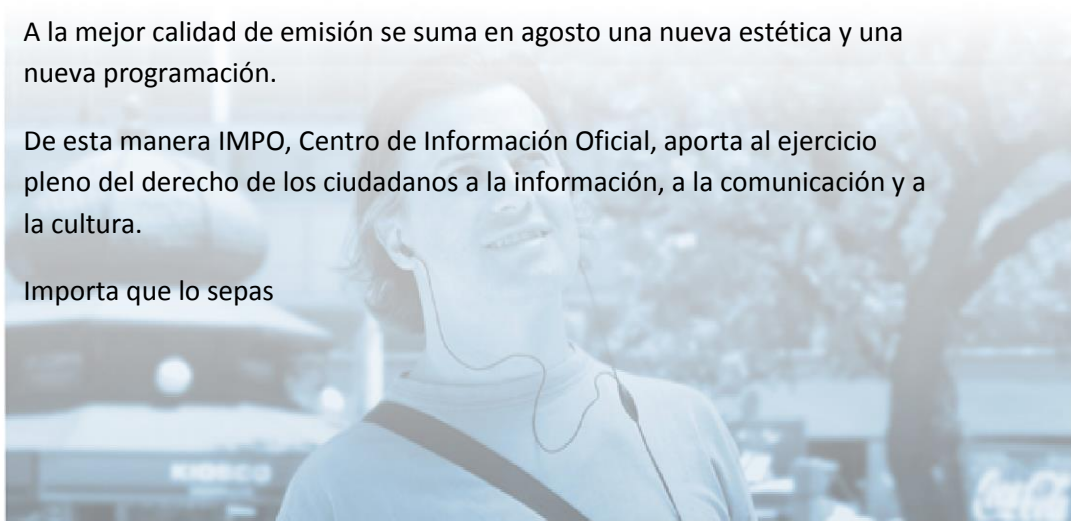 A la mejor calidad de emisión se suma en agosto una nueva estética y una
nueva programación.
De esta manera IMPO, Centro de Información Oficial, aporta al ejercicio
pleno del derecho de los ciudadanos a la información, a la comunicación y a
la cultura.
Importa que lo sepas
KIOSCO
Coca-Cola